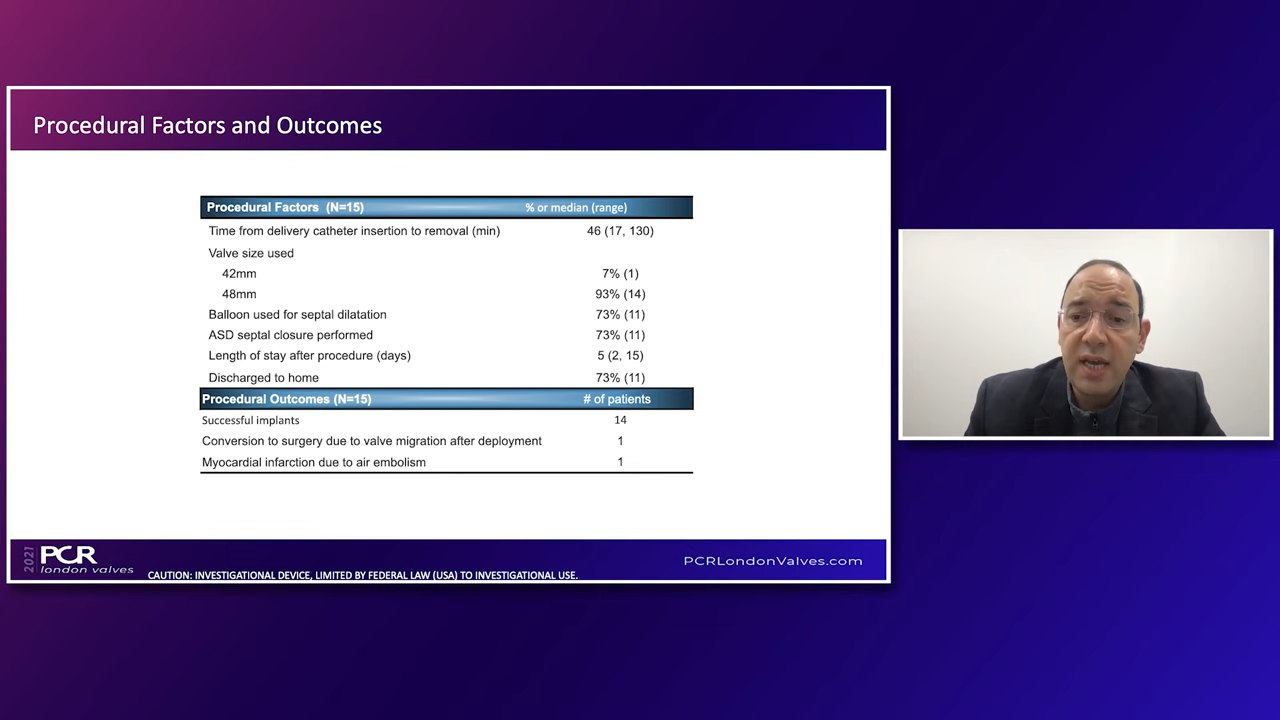 Procedural Factors and Outcomes
Procedural Factors (N=15) % or median (range)
Time from delivery catheter insertion to removal (min) 46 (17, 130)
Valve size used
42mm 7% (1)
48mm 93% (14)
Balloon used for septal dilatation 73% (11)
ASD septal closure performed 73% (11)
Length of stay after procedure (days) 5 (2, 15)
Discharged to home 73% (11)
Procedural Outcomes (N=15) # of patients
Successful implants 14
Conversion to surgery due to valve migration after deployment 1
Myocardial infarction due to air embolism 1
2021
PCR
london valves
CAUTION: INVESTIGATIONAL DEVICE, LIMITED BY FEDERAL LAW (USA) TO INVESTIGATIONAL USE.
PCRLondonValves.com